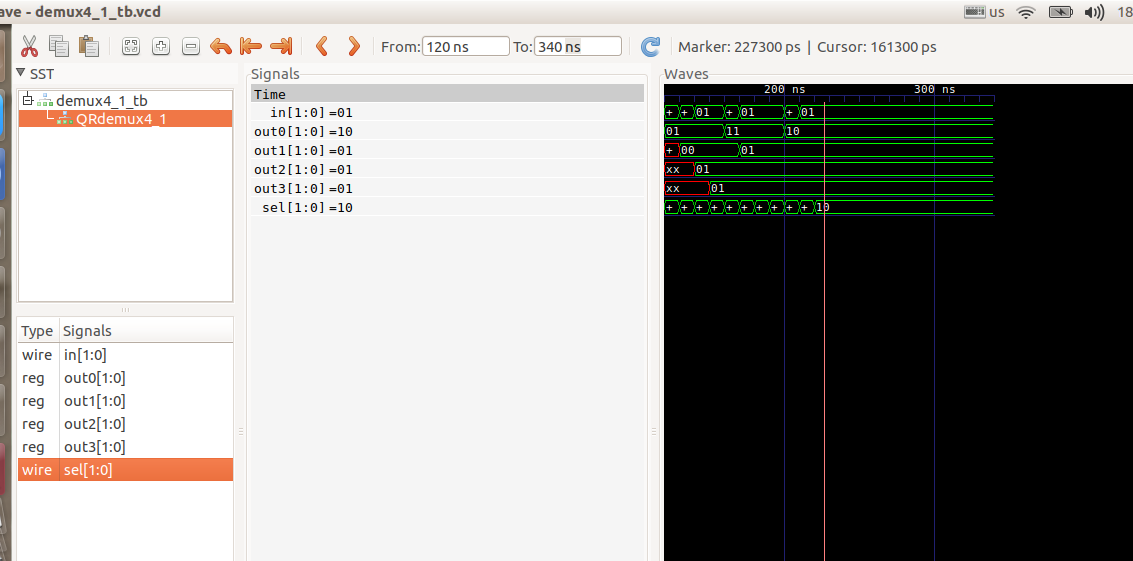 ave - demux4_1_tb.vcd us 18
From: 120 ns To: 340 ns Marker: 227300 ps | Cursor: 161300 ps
SST
demux4_1_tb
QRdemux4_1
Type Signals
wire in[1:0]
reg out0[1:0]
reg out1[1:0]
reg out2[1:0]
reg out3[1:0]
wire sel[1:0]
Signals
Time
in[1:0] =01
out0[1:0] =10
out1[1:0] =01
out2[1:0] =01
out3[1:0] =01
sel[1:0] =10
Waves
200 ns 300 ns
+ + 01 + 01 + 01
01 11 10
+ 00 01
xx 01
xx 01
+ + + + + + + + + + 10